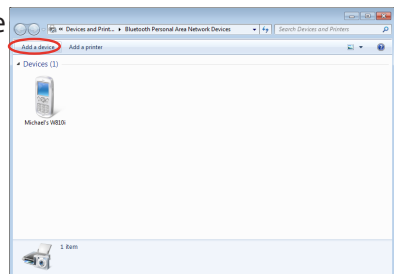 e
Devices and Print... ▸ Bluetooth Personal Area Network Devices
Search Devices and Printers
Add a device
Add a printer
Devices (1)
Michael's W810i
1 item